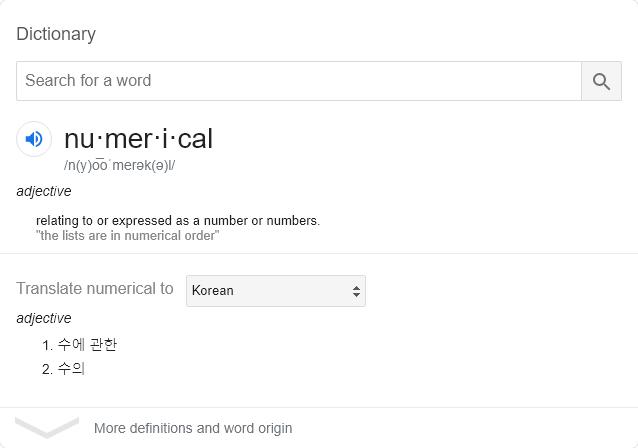 Dictionary
Search for a word
nu·mer·i·cal
/n(y)o͞oˈmerək(ə)l/
adjective
relating to or expressed as a number or numbers.
"the lists are in numerical order"
Translate numerical to Korean
adjective
1. 수에 관한
2. 수의
More definitions and word origin